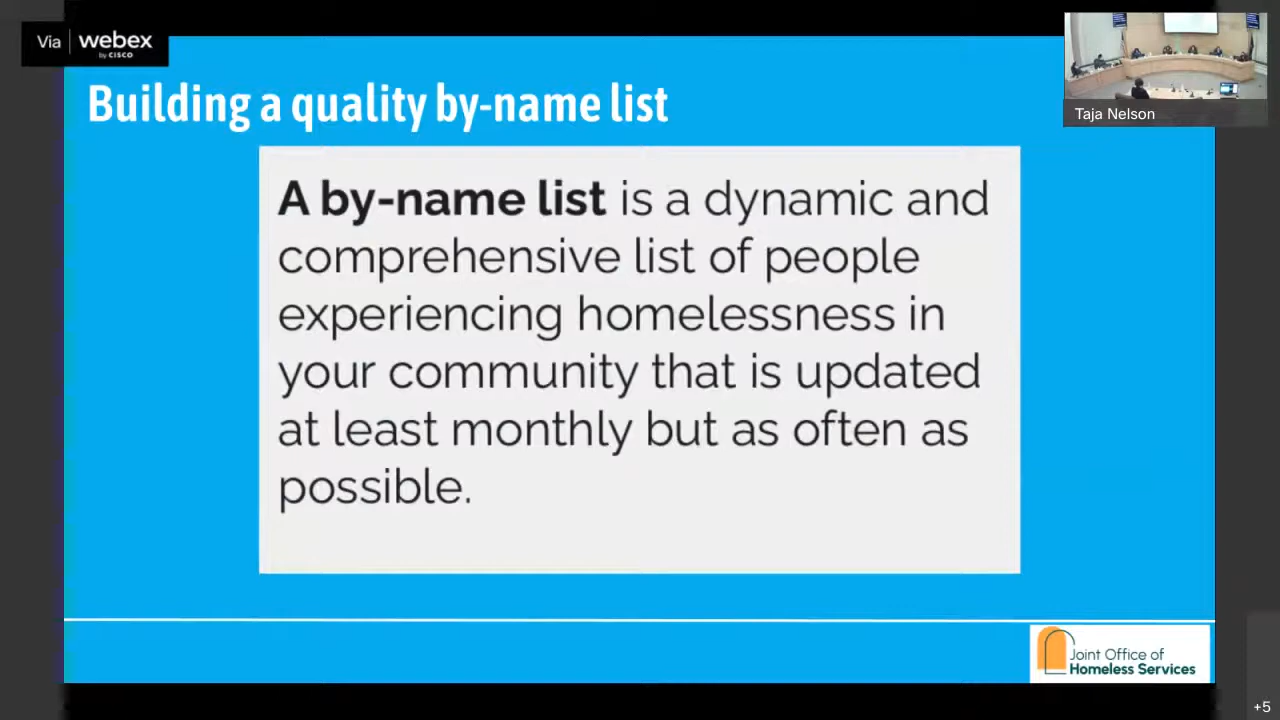 Via webex
by CISCO
Taja Nelson
Building a quality by-name list
A by-name list is a dynamic and
comprehensive list of people
experiencing homelessness in
your community that is updated
at least monthly but as often as
possible.
Joint Office of
Homeless Services
+5